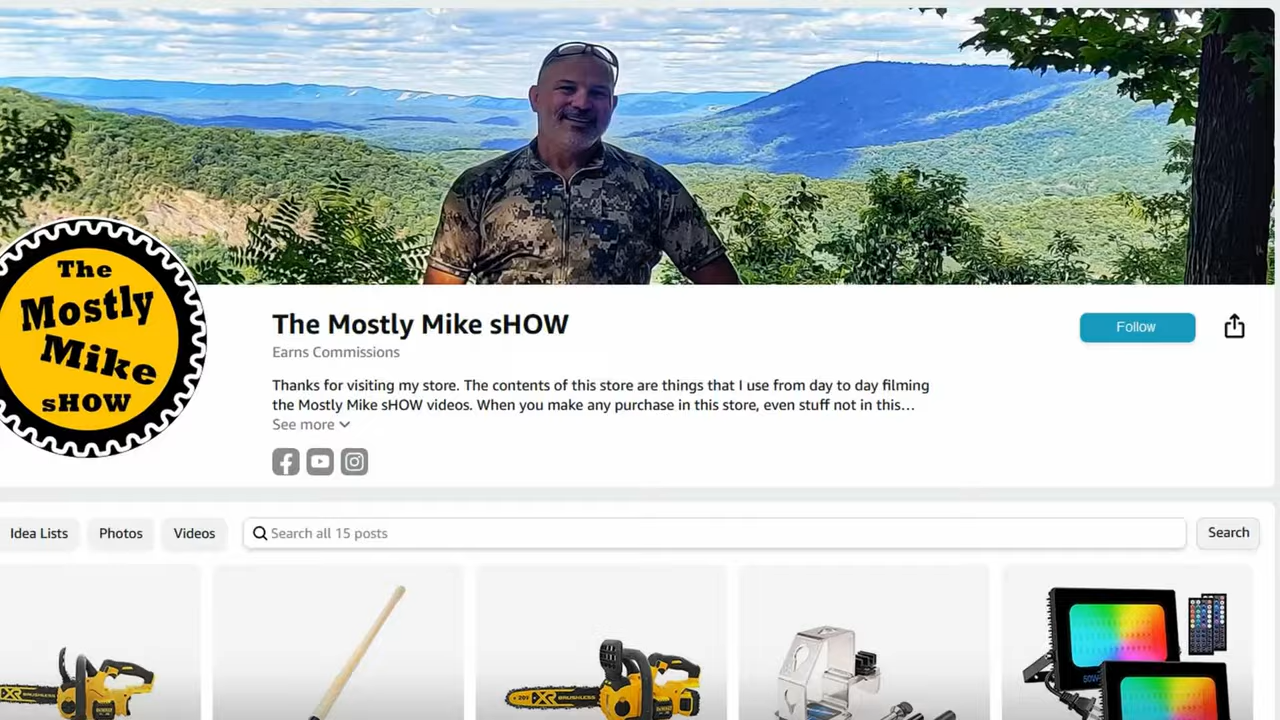 The
Mostly
Mike
sHOW
The Mostly Mike sHOW
Earns Commissions
Follow
Thanks for visiting my store. The contents of this store are things that I use from day to day filming
the Mostly Mike sHOW videos. When you make any purchase in this store, even stuff not in this…
See more
Idea Lists
Photos
Videos
Search all 15 posts
Search
XR BRUSHLESS
20V XR BRUSHLESS
50W